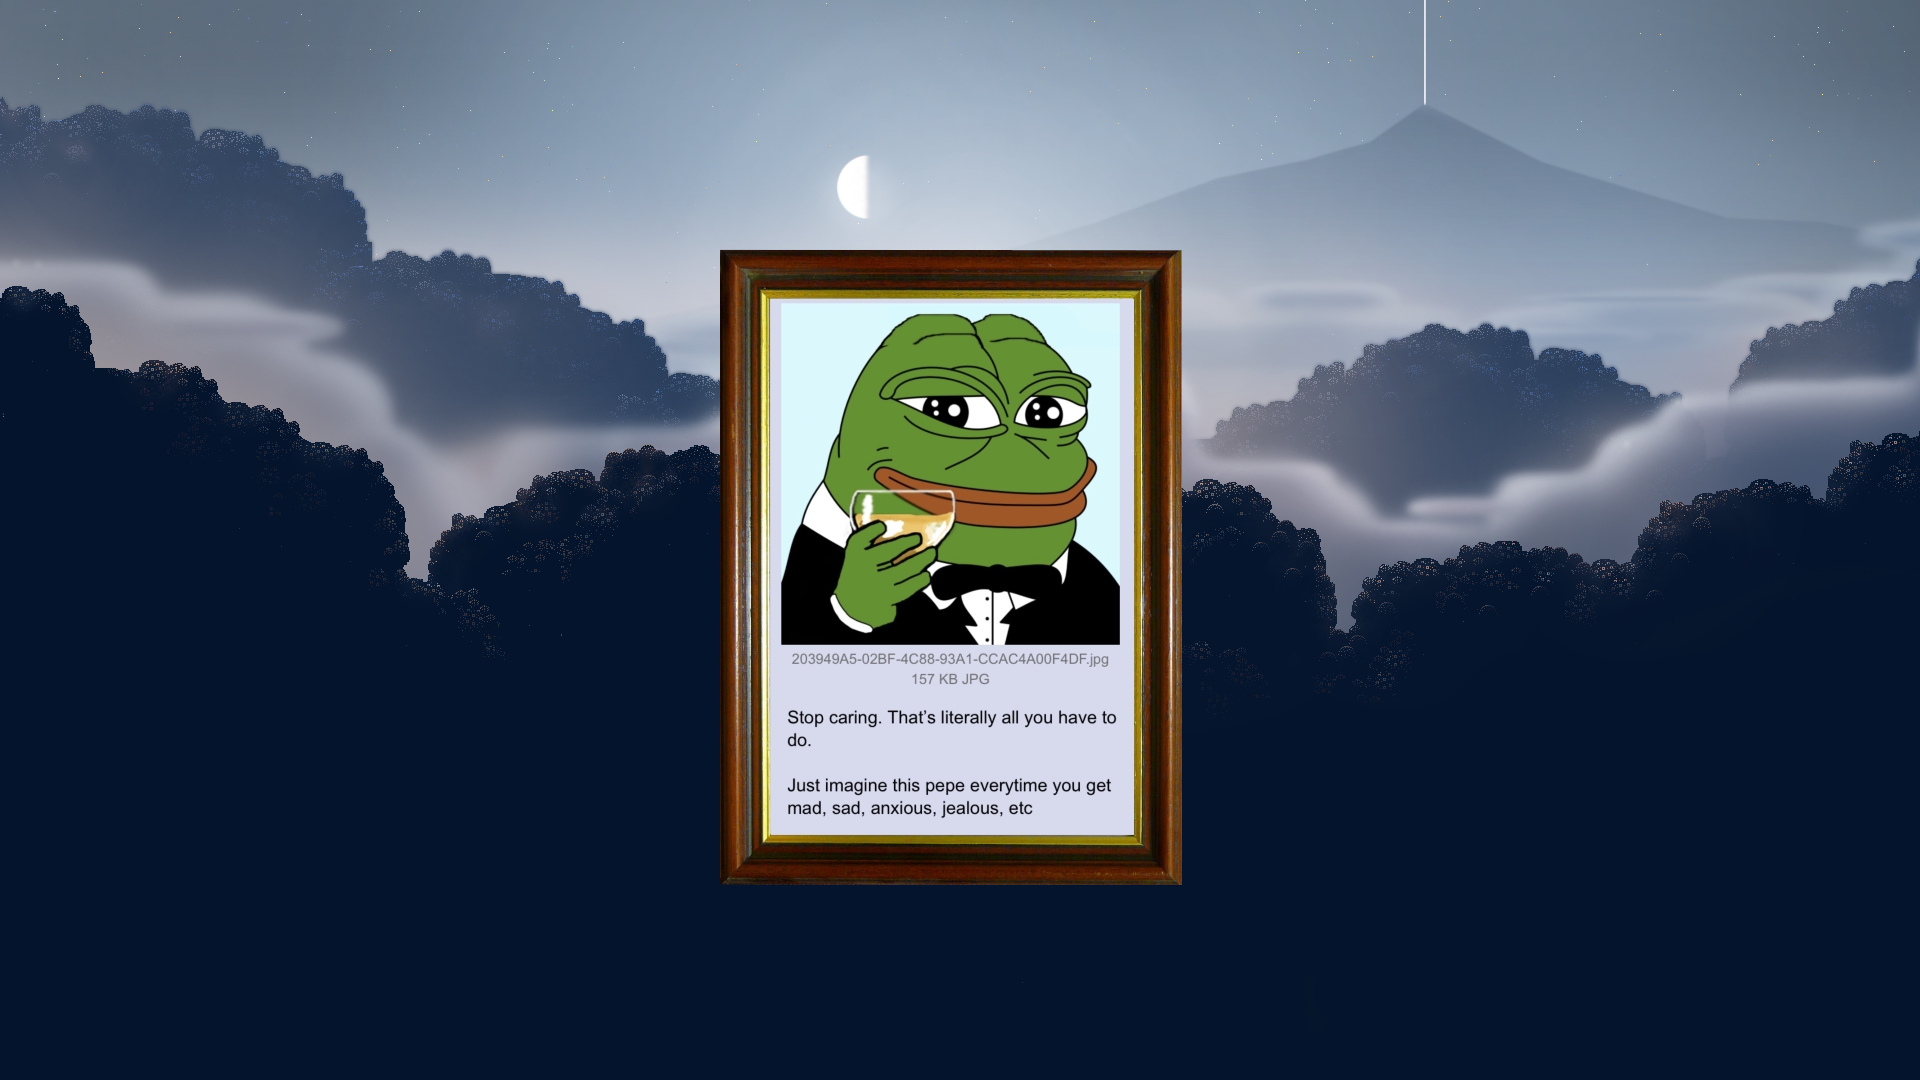 203949A5-02BF-4C88-93A1-CCAC4A00F4DF.jpg
157 KB JPG
Stop caring. That’s literally all you have to
do.
Just imagine this pepe everytime you get
mad, sad, anxious, jealous, etc